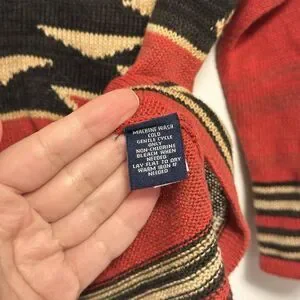 MACHINE WASH
COLD
GENTLE CYCLE
ONLY
NON-CHLORINE
BLEACH WHEN
NEEDED
LAY FLAT TO DRY
WARM IRON IF
NEEDED